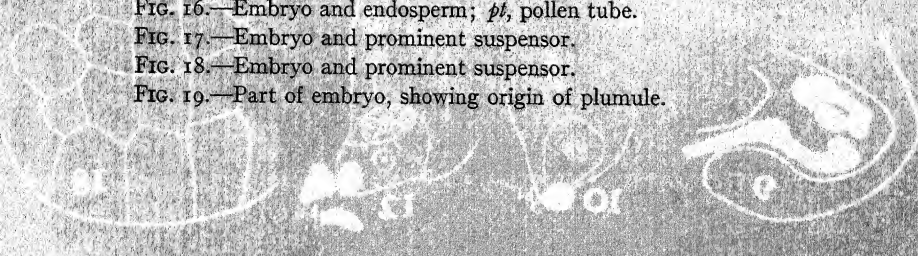 FIG. 16.—Embryo and endosperm; pt, pollen tube.
FIG. 17.—Embryo and prominent suspensor.
FIG. 18.—Embryo and prominent suspensor.
FIG. 19.—Part of embryo, showing origin of plumule.